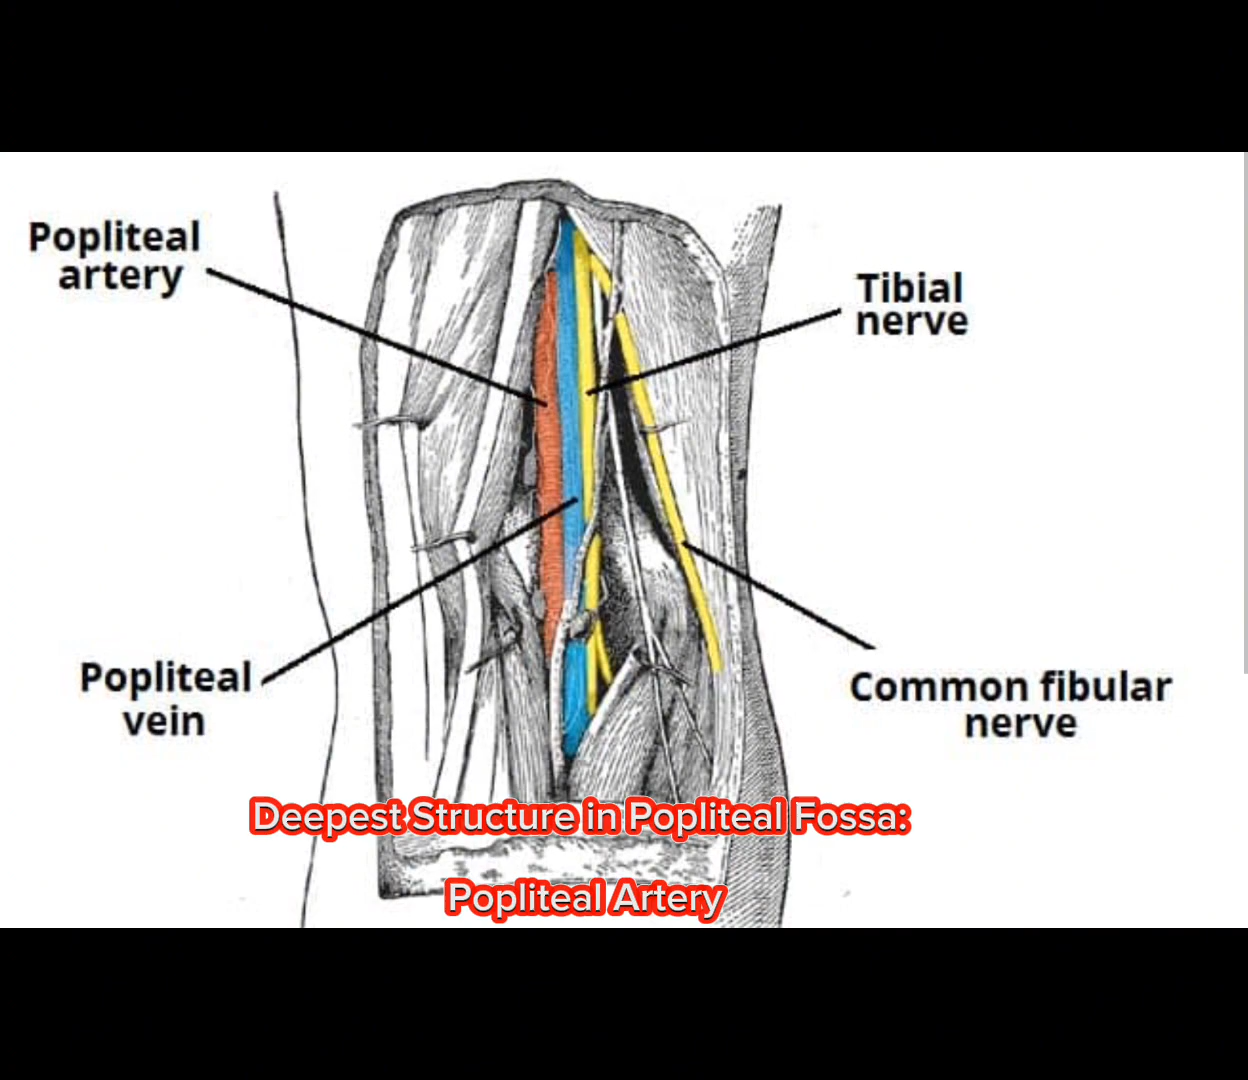 Popliteal
artery
Tibial
nerve
Popliteal
vein
Common fibular
nerve
Deepest Structure in Popliteal Fossa:
Popliteal Artery